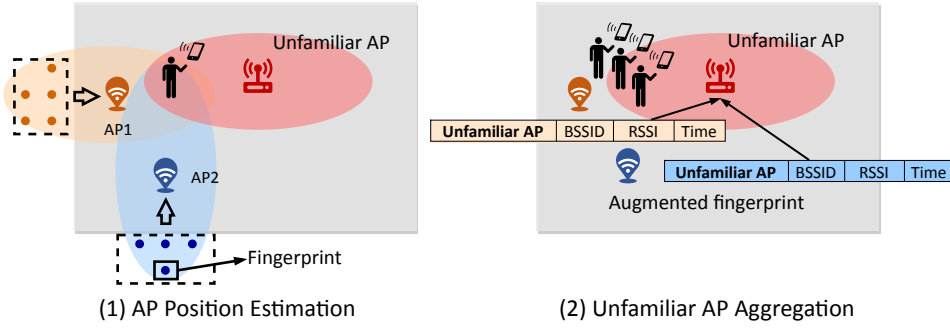 Unfamiliar AP
AP1
AP2
Fingerprint
(1) AP Position Estimation
Unfamiliar AP
Unfamiliar AP BSSID RSSI Time
Unfamiliar AP BSSID RSSI Time
Augmented fingerprint
(2) Unfamiliar AP Aggregation